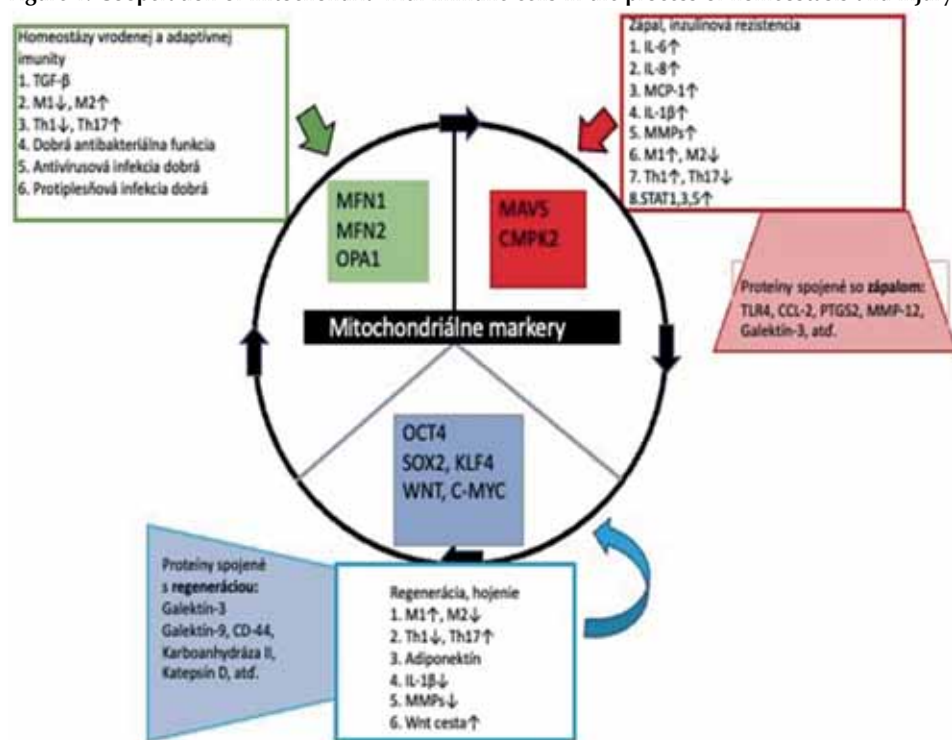 Homeostázy vrodenej a adaptívnej
imunity
1. TGF-β
2. M1↓, M2↑
3. Th1↓, Th17↑
4. Dobrá antibakteriálna funkcia
5. Antivírusová infekcia dobrá
6. Protiplesňová infekcia dobrá
Zápal, inzulínová rezistencia
1. IL-6↑
2. IL-8↑
3. MCP-1↑
4. IL-1β↑
5. MMPs↑
6. M1↑, M2↓
7. Th1↑, Th17↓
8.STAT1,3,5↑
MFN1
MFN2
OPA1
MAVS
CMPK2
Proteíny spojené so zápalom:
TLR4, CCL-2, PTGS2, MMP-12,
Galektín-3, atď.
Mitochondriálne markery
OCT4
SOX2, KLF4
WNT, C-MYC
Proteíny spojené
s regeneráciou:
Galektín-3
Galektín-9, CD-44,
Karboanhydráza II,
Katepsín D, atď.
Regenerácia, hojenie
1. M1↑, M2↓
2. Th1↓, Th17↑
3. Adiponektín
4. IL-1β↓
5. MMPs↓
6. Wnt cesta↑